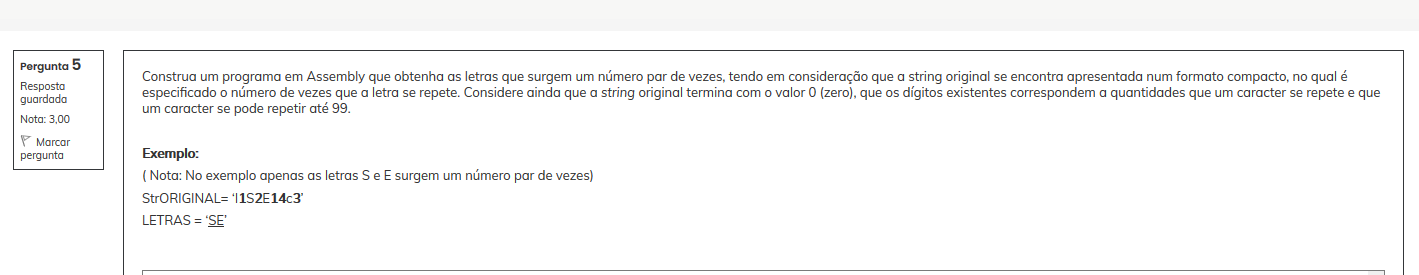 Pergunta 5
Resposta
guardada
Nota: 3,00
Marcar
pergunta
Construa um programa em Assembly que obtenha as letras que surgem um número par de vezes, tendo em consideração que a string original se encontra apresentada num formato compacto, no qual é
especificado o número de vezes que a letra se repete. Considere ainda que a string original termina com o valor 0 (zero), que os dígitos existentes correspondem a quantidades que um caracter se repete e que
um caracter se pode repetir até 99.
Exemplo:
( Nota: No exemplo apenas as letras S e E surgem um número par de vezes)
StrORIGINAL= ‘I1S2E14c3’
LETRAS = ‘SE’